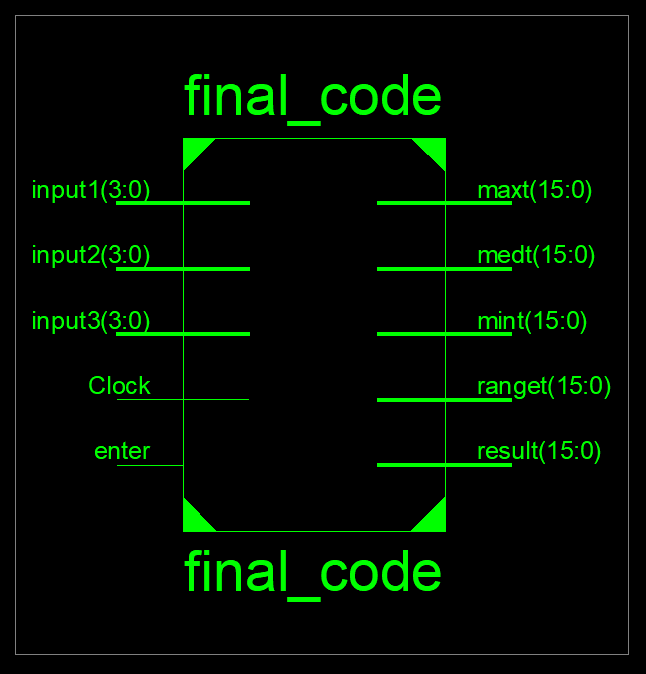 final_code
input1(3:0)
maxt(15:0)
input2(3:0)
medt(15:0)
input3(3:0)
mint(15:0)
Clock
ranget(15:0)
enter
result(15:0)
final_code